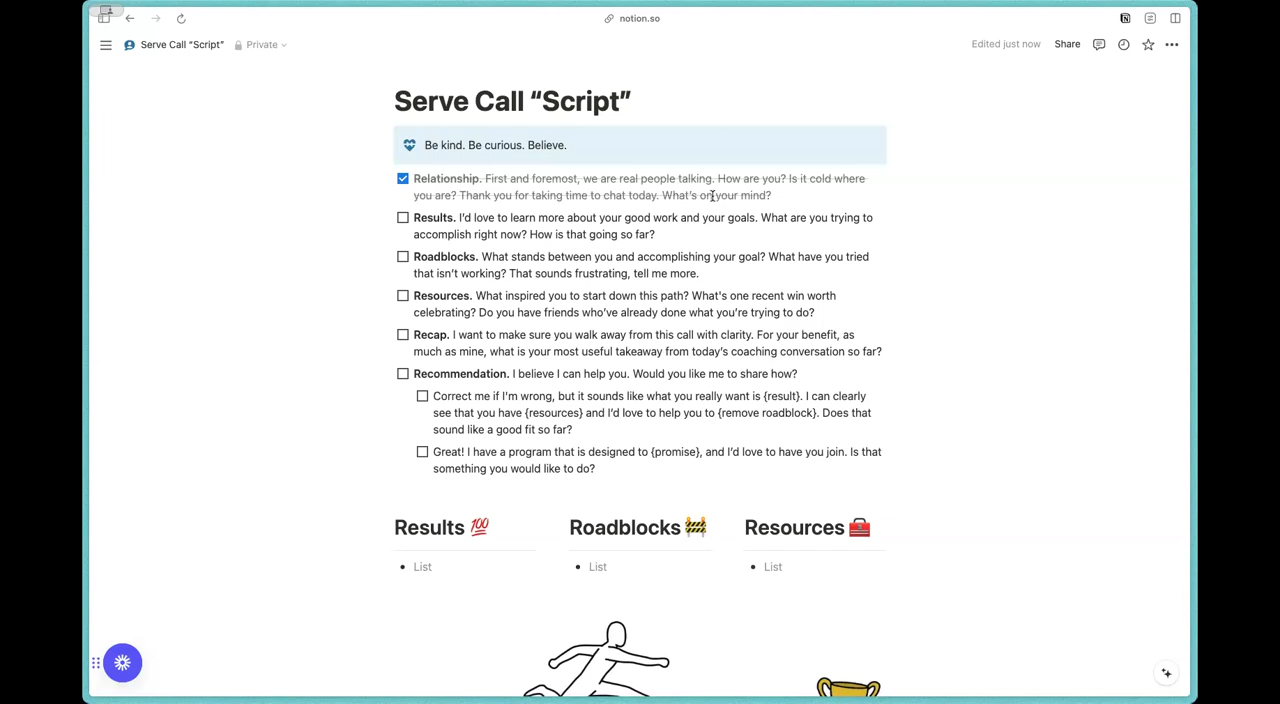 notion.so
Serve Call “Script”
Private
Edited just now
Share
Serve Call “Script”
Be kind. Be curious. Believe.
Relationship. First and foremost, we are real people talking. How are you? Is it cold where
you are? Thank you for taking time to chat today. What’s on your mind?
Results. I’d love to learn more about your good work and your goals. What are you trying to
accomplish right now? How is that going so far?
Roadblocks. What stands between you and accomplishing your goal? What have you tried
that isn’t working? That sounds frustrating, tell me more.
Resources. What inspired you to start down this path? What's one recent win worth
celebrating? Do you have friends who’ve already done what you’re trying to do?
Recap. I want to make sure you walk away from this call with clarity. For your benefit, as
much as mine, what is your most useful takeaway from today’s coaching conversation so far?
Recommendation. I believe I can help you. Would you like me to share how?
Correct me if I'm wrong, but it sounds like what you really want is {result}. I can clearly
see that you have {resources} and I’d love to help you to {remove roadblock}. Does that
sound like a good fit so far?
Great! I have a program that is designed to {promise}, and I’d love to have you join. Is that
something you would like to do?
Results 💯
Roadblocks 🚧
Resources 🧰
List
List
List